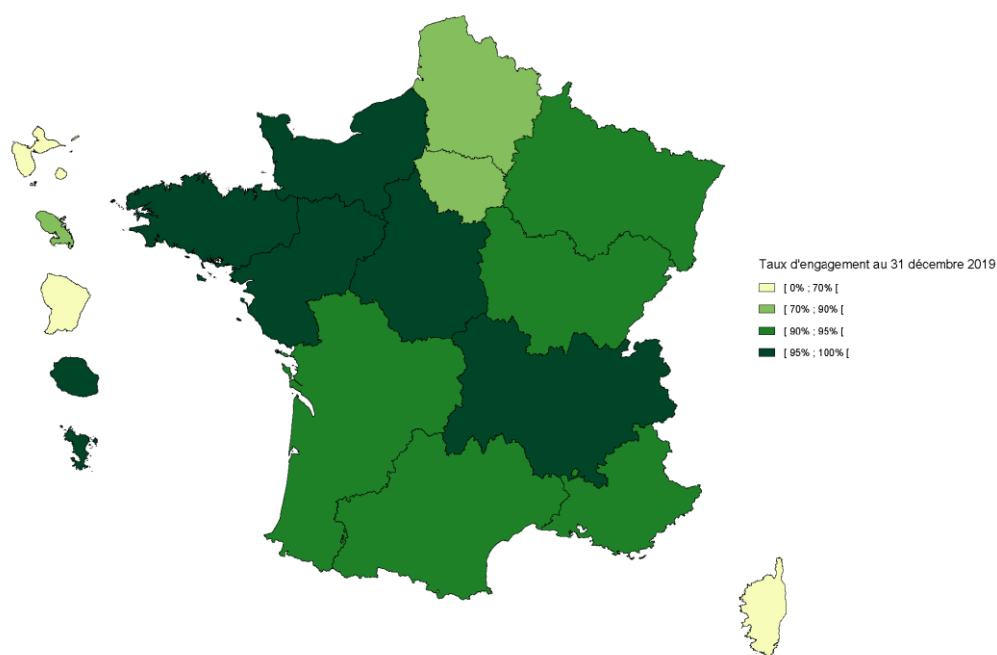 Taux d'engagement au 31 décembre 2019
[ 0% ; 70% [
[ 70% ; 90% [
[ 90% ; 95% [
[ 95% ; 100% [